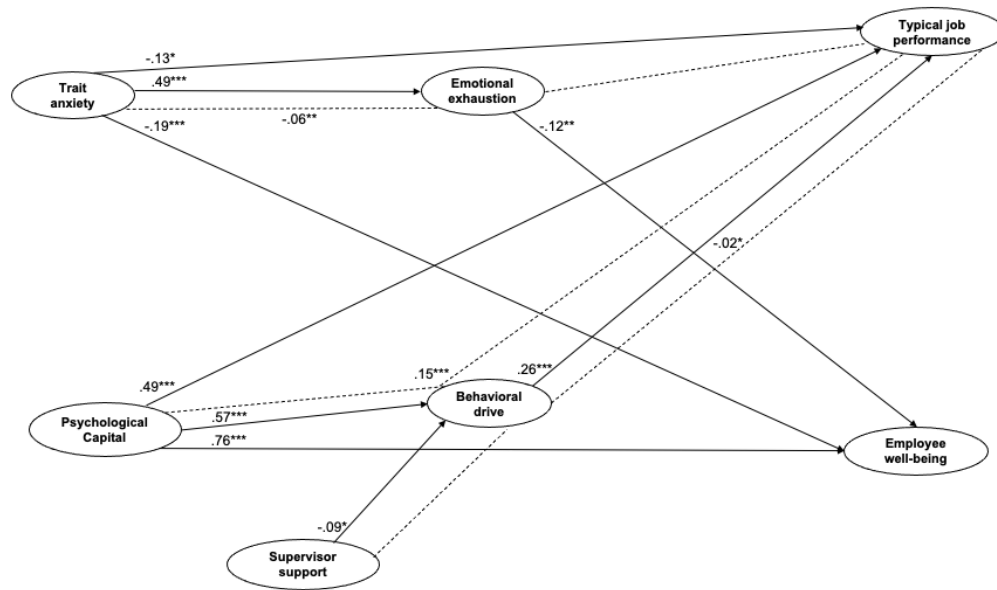 Typical job
performance
-.13*
.49***
Trait
anxiety
Emotional
exhaustion
-.06**
-.19***
-.12**
-.02*
.15***
.49***
.26***
Behavioral
drive
.57***
Psychological
Capital
.76***
Employee
well-being
-.09*
Supervisor
support